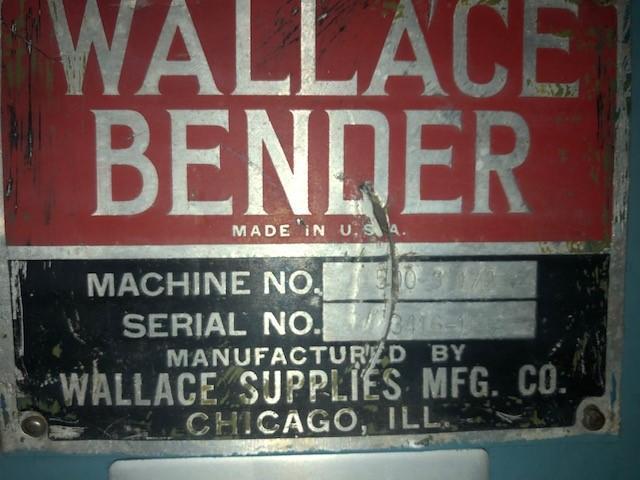 WALLACE
BENDER
MADE IN U.S.A.
MACHINE NO.
SERIAL NO.
MANUFACTURED BY
WALLACE SUPPLIES MFG. CO.
CHICAGO, ILL.